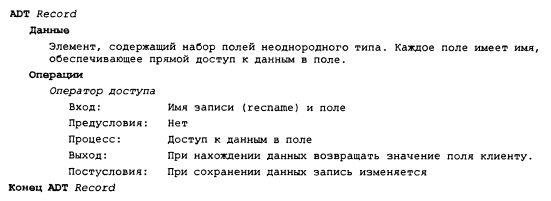 ADT Record
Данные
Элемент, содержащий набор полей неоднородного типа. Каждое поле имеет имя,
обеспечивающее прямой доступ к данным в поле.
Операции
Оператор доступа
Вход: Имя записи (recname) и поле
Предусловия: Нет
Процесс: Доступ к данным в поле
Выход: При нахождении данных возвращать значение поля клиенту.
Постусловия: При сохранении данных запись изменяется
Конец ADT Record